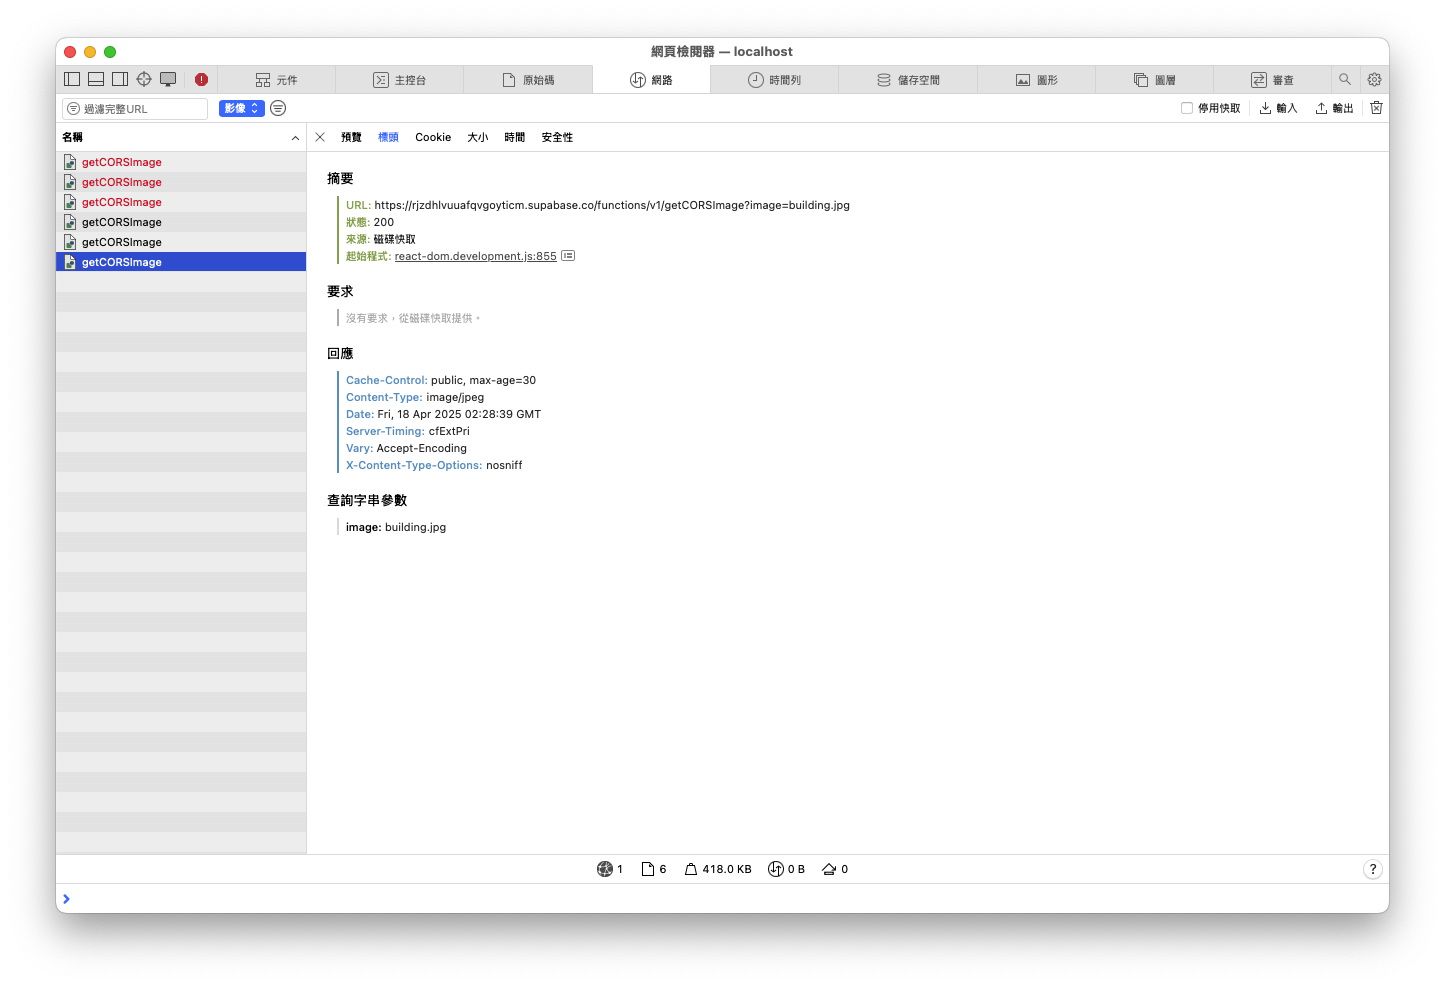 網頁檢閱器 — localhost
元件
主控台
原始碼
網路
時間列
儲存空間
圖形
圖層
審查
過濾完整URL
影像
停用快取
輸入
輸出
名稱
預覽
標頭
Cookie
大小
時間
安全性
getCORSImage
getCORSImage
getCORSImage
getCORSImage
getCORSImage
getCORSImage
摘要
URL: https://rjzdhlvuuafqvgoyticm.supabase.co/functions/v1/getCORSImage?image=building.jpg
狀態: 200
來源: 磁碟快取
起始程式: react-dom.development.js:855
要求
沒有要求，從磁碟快取提供。
回應
Cache-Control: public, max-age=30
Content-Type: image/jpeg
Date: Fri, 18 Apr 2025 02:28:39 GMT
Server-Timing: cfExtPri
Vary: Accept-Encoding
X-Content-Type-Options: nosniff
查詢字串參數
image: building.jpg
1
6
418.0 KB
0 B
0
?